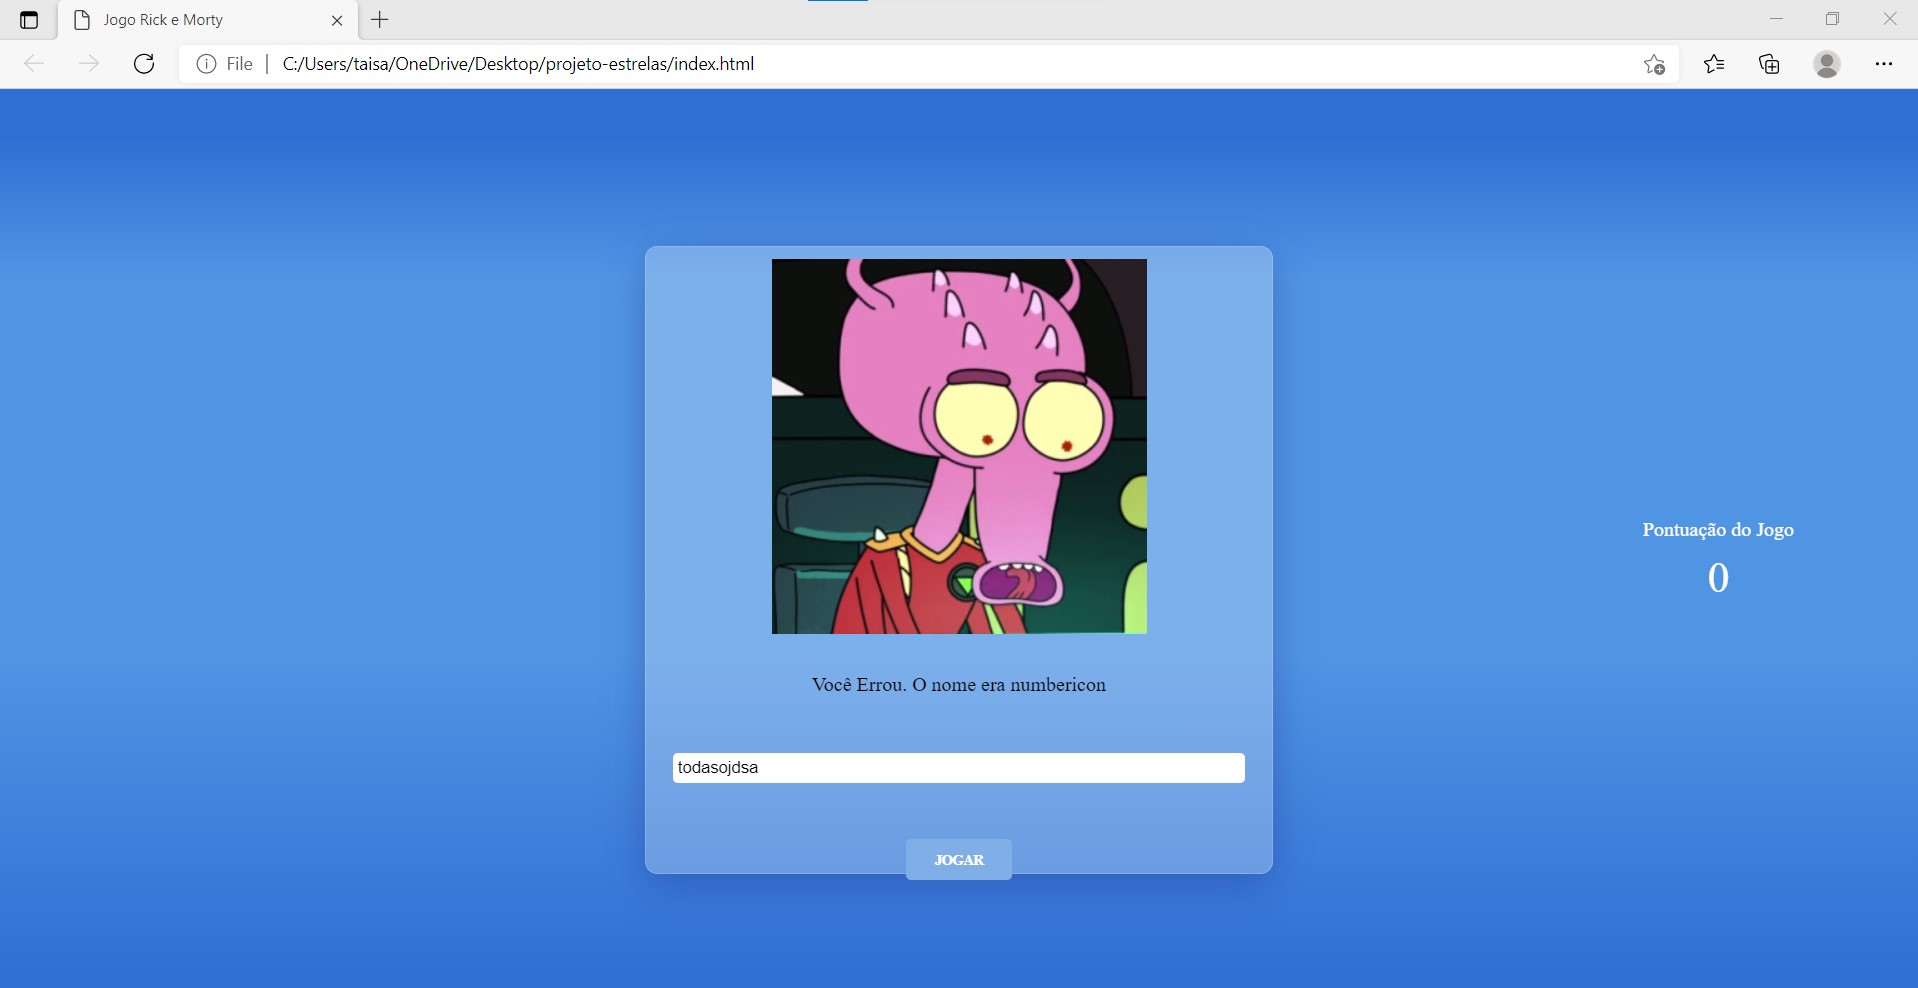 Jogo Rick e Morty
File
C:/Users/taisa/OneDrive/Desktop/projeto-estrelas/index.html
Pontuação do Jogo
0
Você Errou. O nome era numbericon
todasojdsa
JOGAR